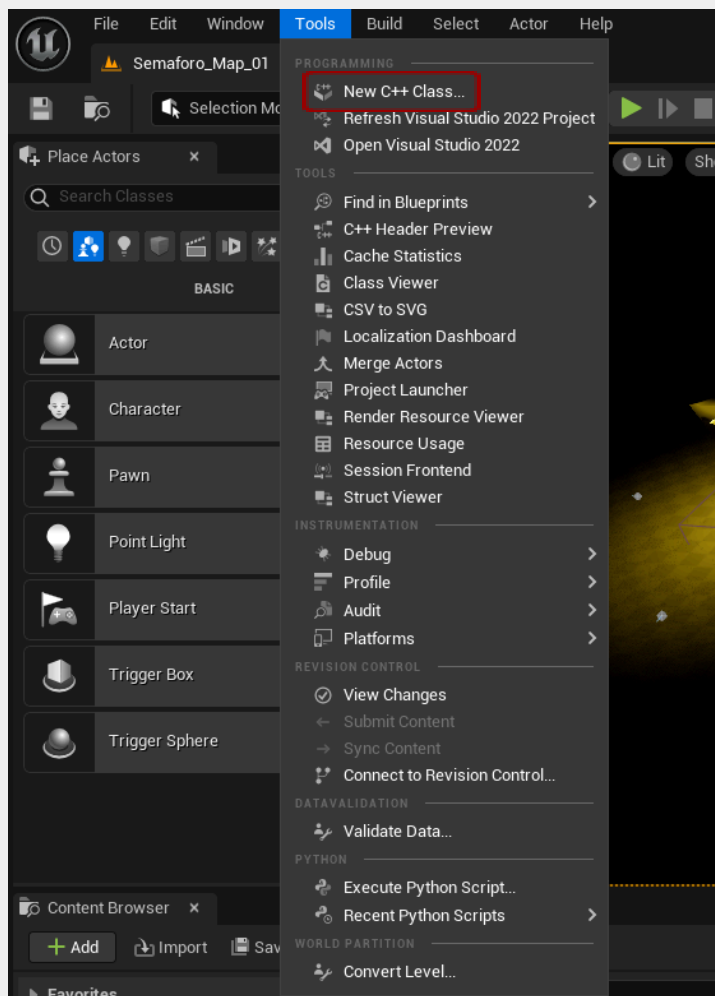 File Edit Window Tools Build Select Actor Help
Semaforo_Map_01
Selection Mo
Place Actors
Search Classes
BASIC
Actor
Character
Pawn
Point Light
Player Start
Trigger Box
Trigger Sphere
Content Browser
Add Import Sav
Favorites
PROGRAMMING
New C++ Class...
Refresh Visual Studio 2022 Project
Open Visual Studio 2022
TOOLS
Find in Blueprints
C++ Header Preview
Cache Statistics
Class Viewer
CSV to SVG
Localization Dashboard
Merge Actors
Project Launcher
Render Resource Viewer
Resource Usage
Session Frontend
Struct Viewer
INSTRUMENTATION
Debug
Profile
Audit
Platforms
REVISION CONTROL
View Changes
Submit Content
Sync Content
Connect to Revision Control...
DATAVALIDATION
Validate Data...
PYTHON
Execute Python Script...
Recent Python Scripts
WORLD PARTITION
Convert Level...
Lit Sho